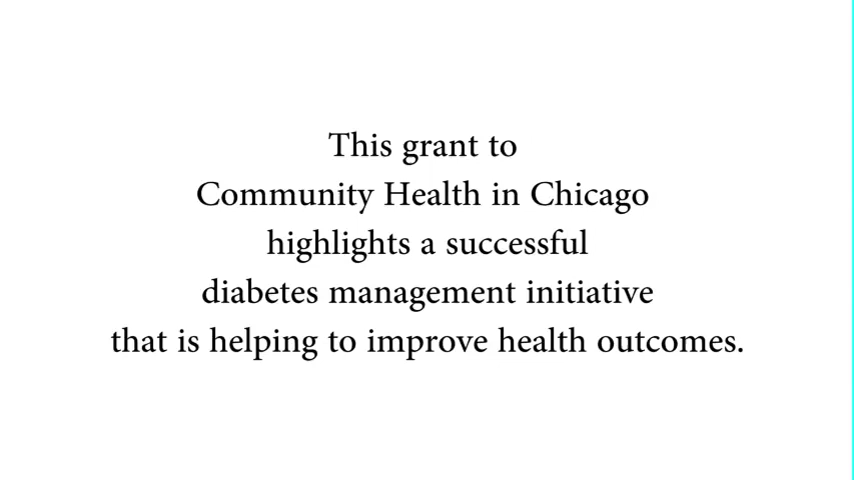 This grant to
Community Health in Chicago
highlights a successful
diabetes management initiative
that is helping to improve health outcomes.